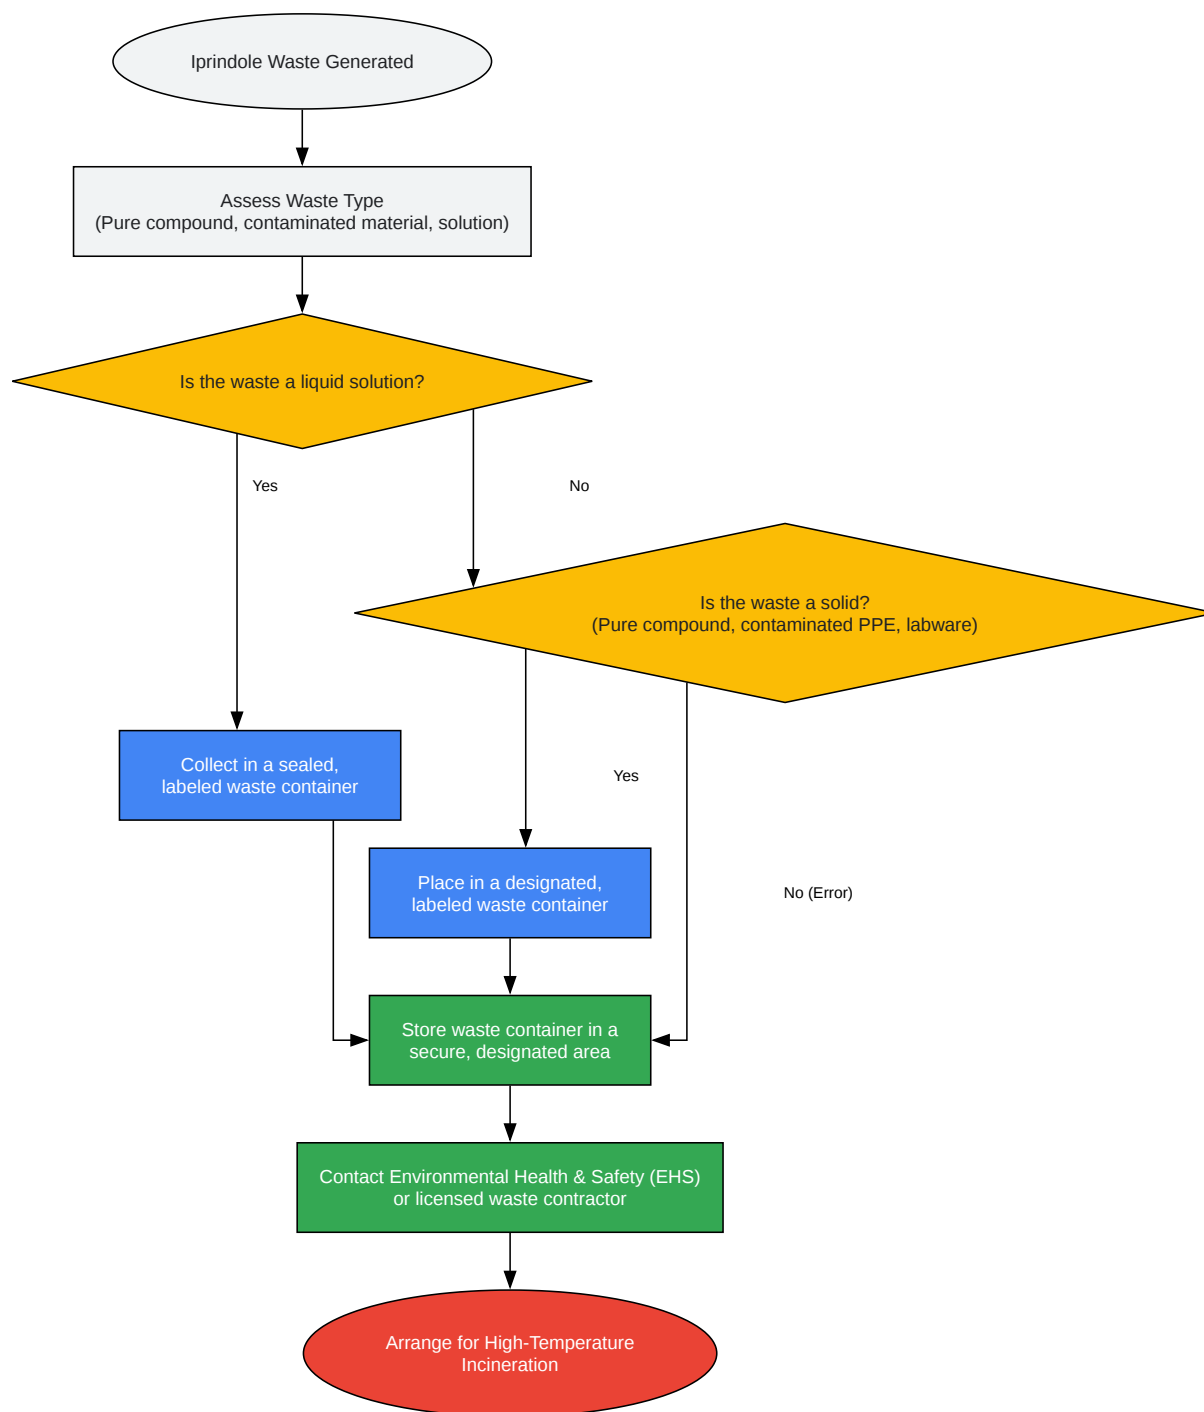 Iprindole Waste Generated
Assess Waste Type
(Pure compound, contaminated material, solution)
Is the waste a liquid solution?
Yes
No
Is the waste a solid?
(Pure compound, contaminated PPE, labware)
Collect in a sealed,
labeled waste container
Yes
Place in a designated,
labeled waste container
No (Error)
Store waste container in a
secure, designated area
Contact Environmental Health & Safety (EHS)
or licensed waste contractor
Arrange for High-Temperature
Incineration